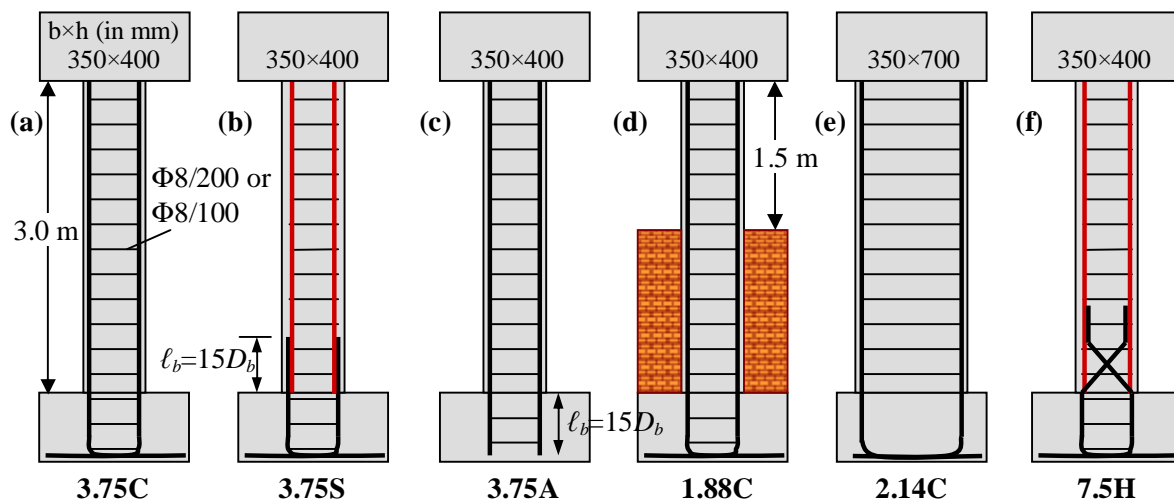 b×h (in mm)
350×400
350×400
350×400
350×400
350×700
350×400
(a)
(b)
(c)
(d)
(e)
(f)
3.0 m
Φ8/200 or
Φ8/100
1.5 m
ℓb=15Db
ℓb=15Db
3.75C
3.75S
3.75A
1.88C
2.14C
7.5H